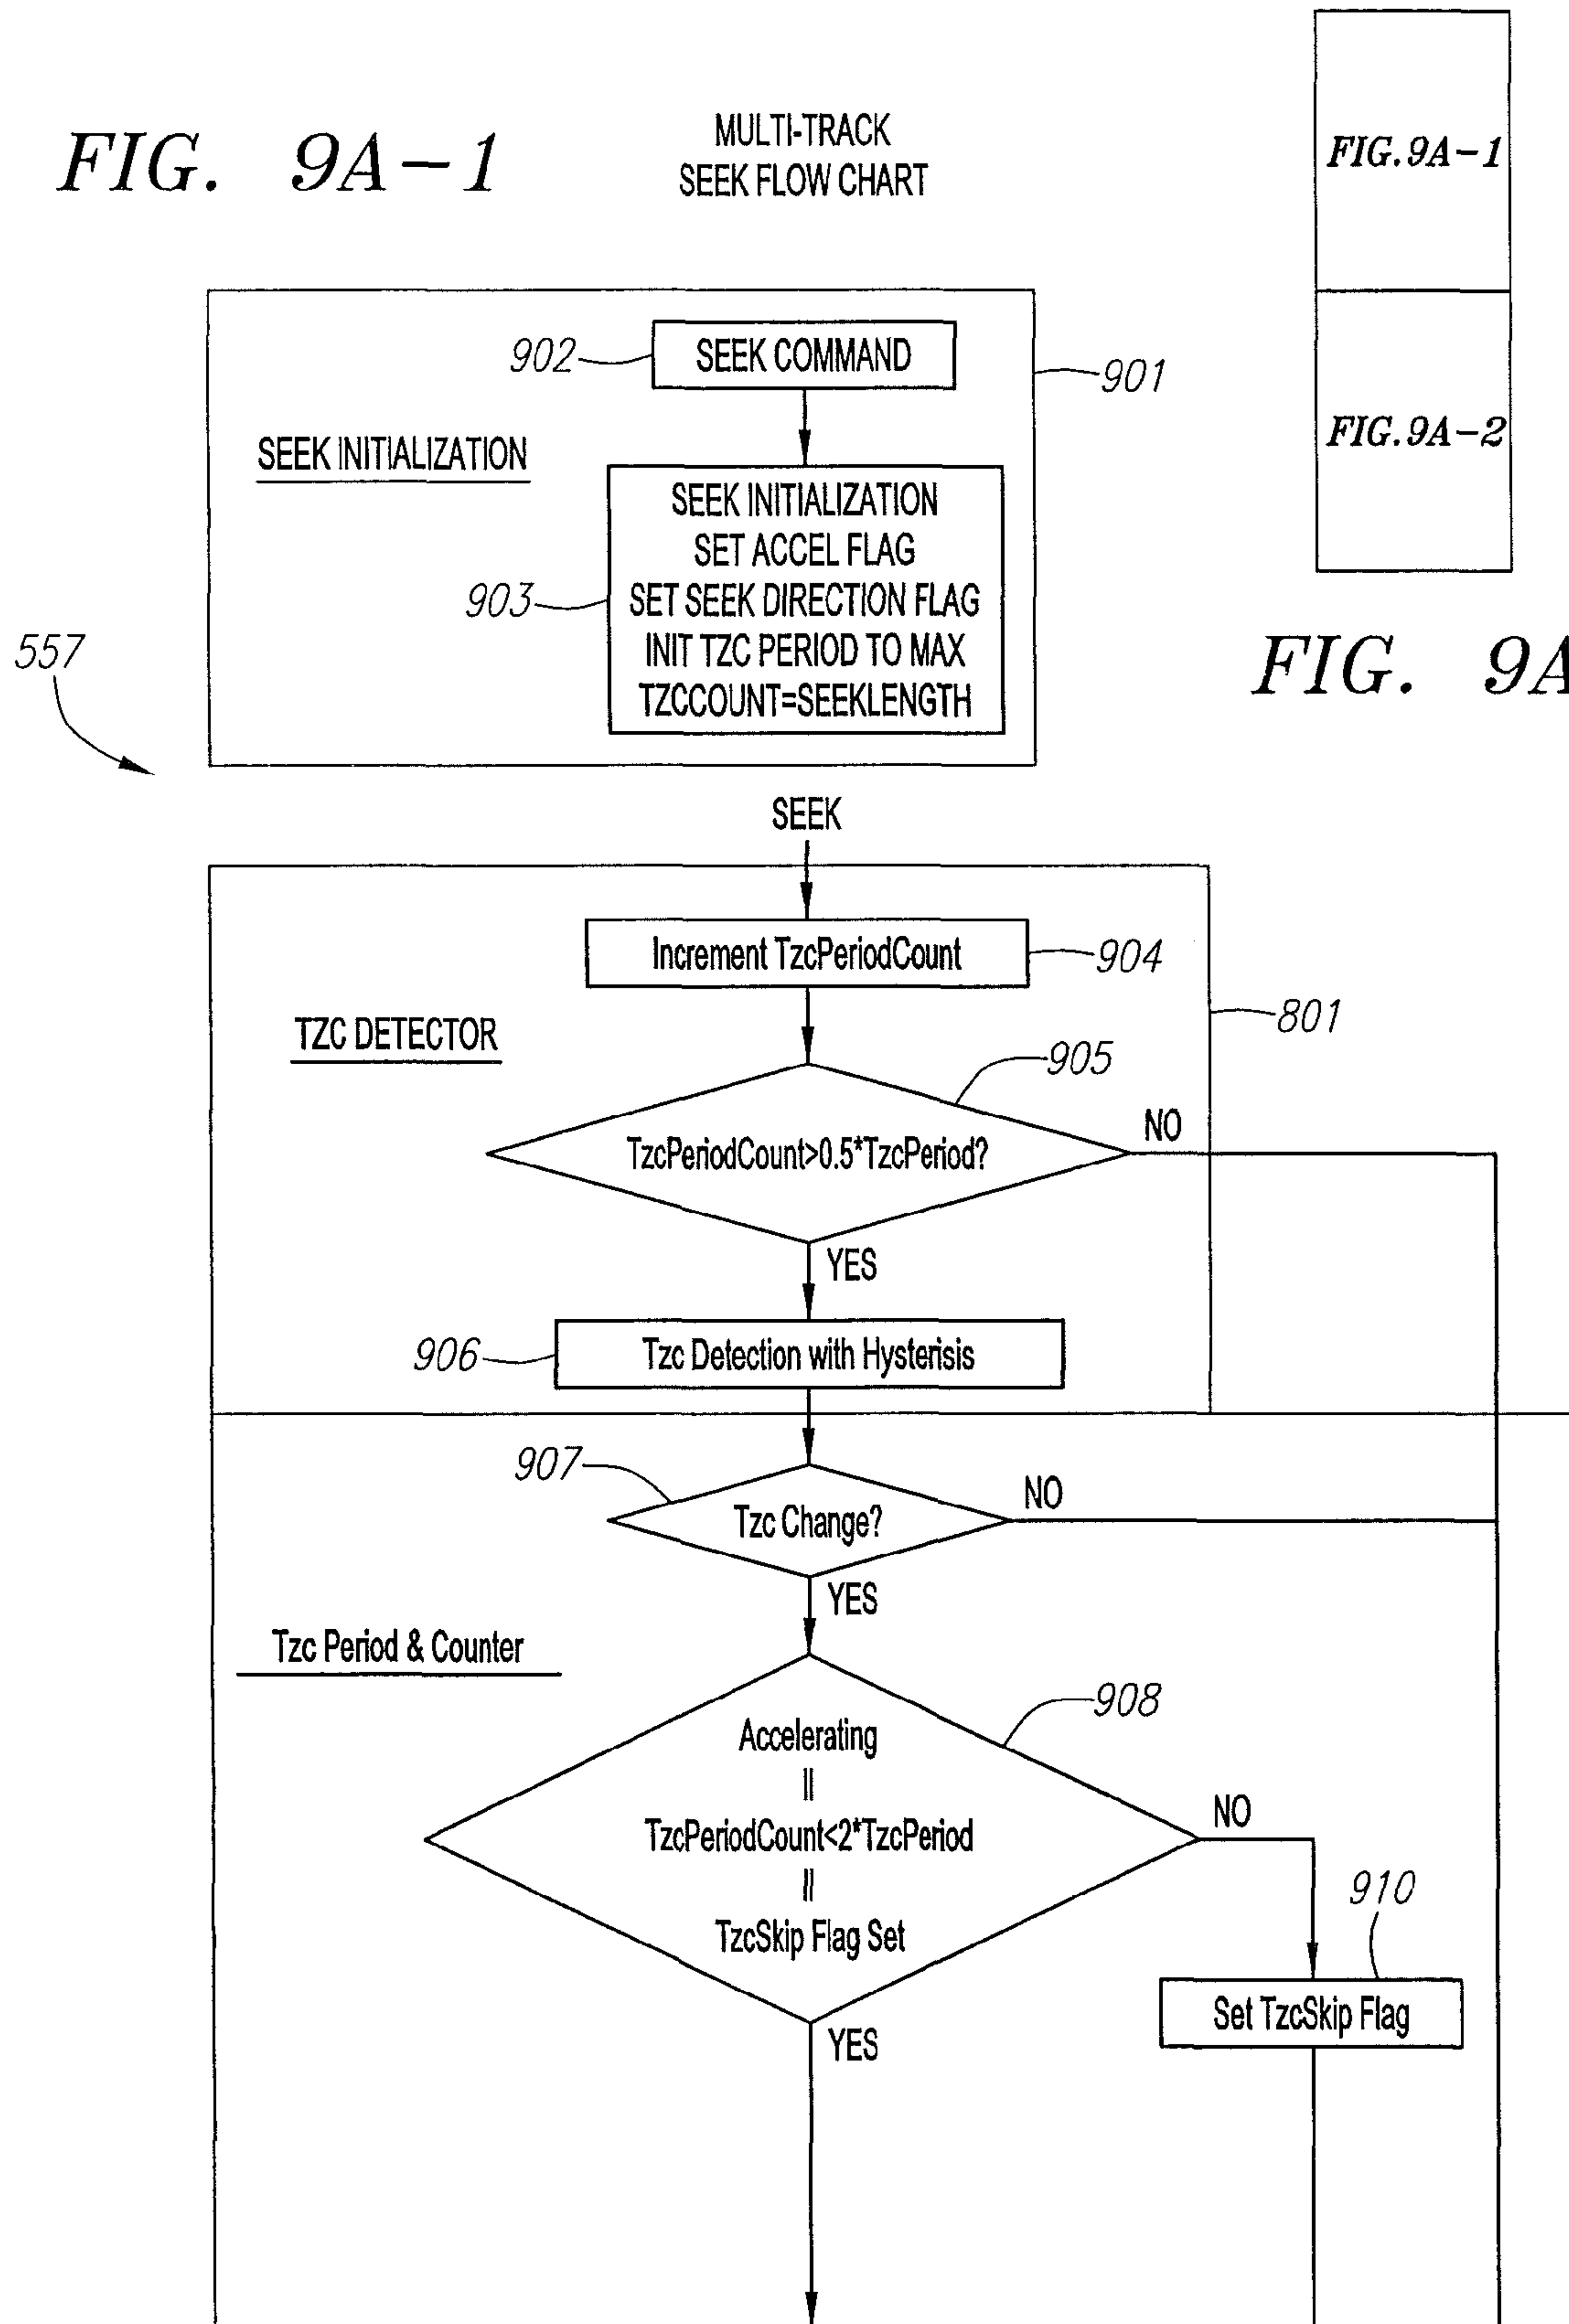 FIG. 9A-1
MULTI-TRACK
SEEK FLOW CHART
FIG.9A-1
FIG.9A-2
FIG. 9A
902
SEEK COMMAND
901
SEEK INITIALIZATION
903
SEEK INITIALIZATION
SET ACCEL FLAG
SET SEEK DIRECTION FLAG
INIT TZC PERIOD TO MAX
TZCCOUNT=SEEKLENGTH
557
SEEK
Increment TzcPeriodCount
904
801
TZC DETECTOR
905
TzcPeriodCount>0.5*TzcPeriod?
NO
YES
906
Tzc Detection with Hysterisis
907
Tzc Change?
NO
YES
Tzc Period & Counter
908
Accelerating
||
TzcPeriodCount<2*TzcPeriod
||
TzcSkip Flag Set
NO
910
Set TzcSkip Flag
YES